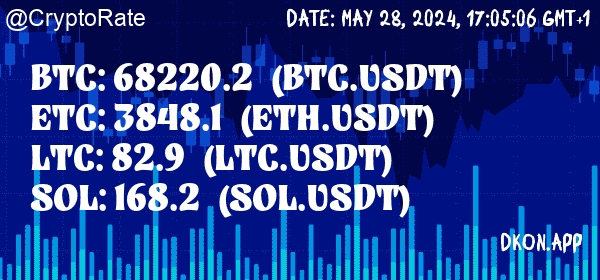 @CryptoRate
DATE: MAY 28, 2024, 17:05:06 GMT+1
BTC: 68220.2 (BTC.USDT)
ETC: 3848.1 (ETH.USDT)
LTC: 82.9 (LTC.USDT)
SOL: 168.2 (SOL.USDT)
DKON.APP